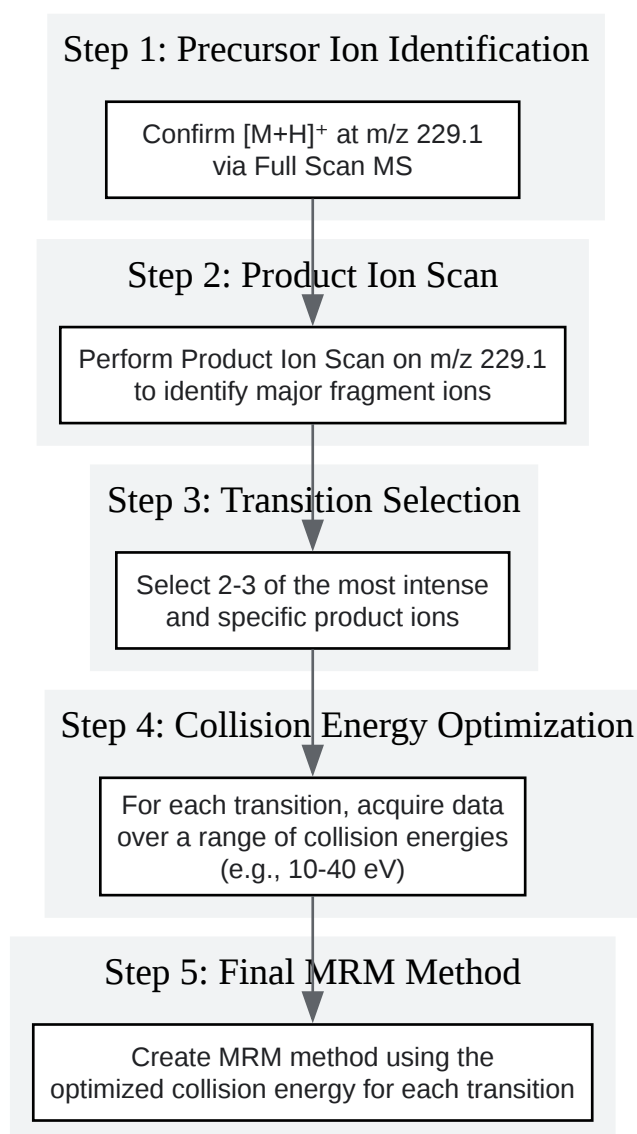 Step 1: Precursor Ion Identification
Confirm [M+H]⁺ at m/z 229.1
via Full Scan MS
Step 2: Product Ion Scan
Perform Product Ion Scan on m/z 229.1
to identify major fragment ions
Step 3: Transition Selection
Select 2-3 of the most intense
and specific product ions
Step 4: Collision Energy Optimization
For each transition, acquire data
over a range of collision energies
(e.g., 10-40 eV)
Step 5: Final MRM Method
Create MRM method using the
optimized collision energy for each transition